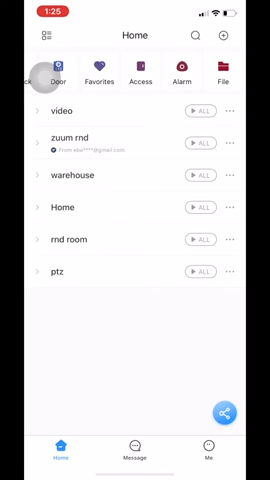 1:25
Home
ck
Door
Favorites
Access
Alarm
File
video
ALL
zuum rnd
From ebe****@gmail.com
ALL
warehouse
ALL
Home
ALL
rnd room
ALL
ptz
ALL
Home
Message
Me